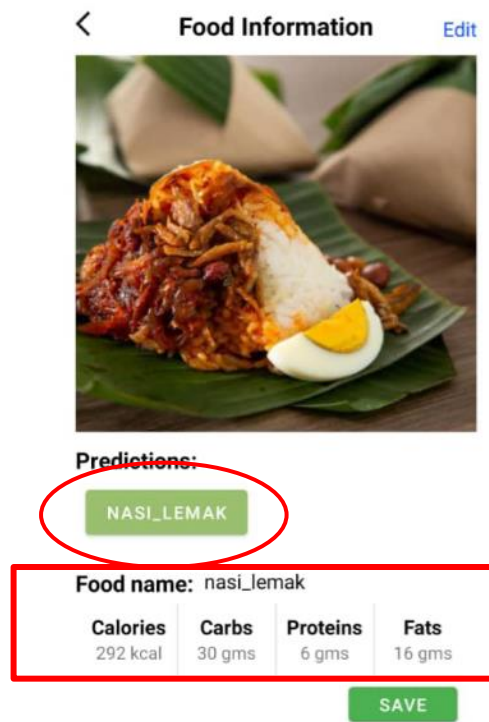 Food Information Edit
Predictions:
NASI_LEMAK
Food name: nasi_lemak
Calories Carbs Proteins Fats
292 kcal 30 gms 6 gms 16 gms
SAVE